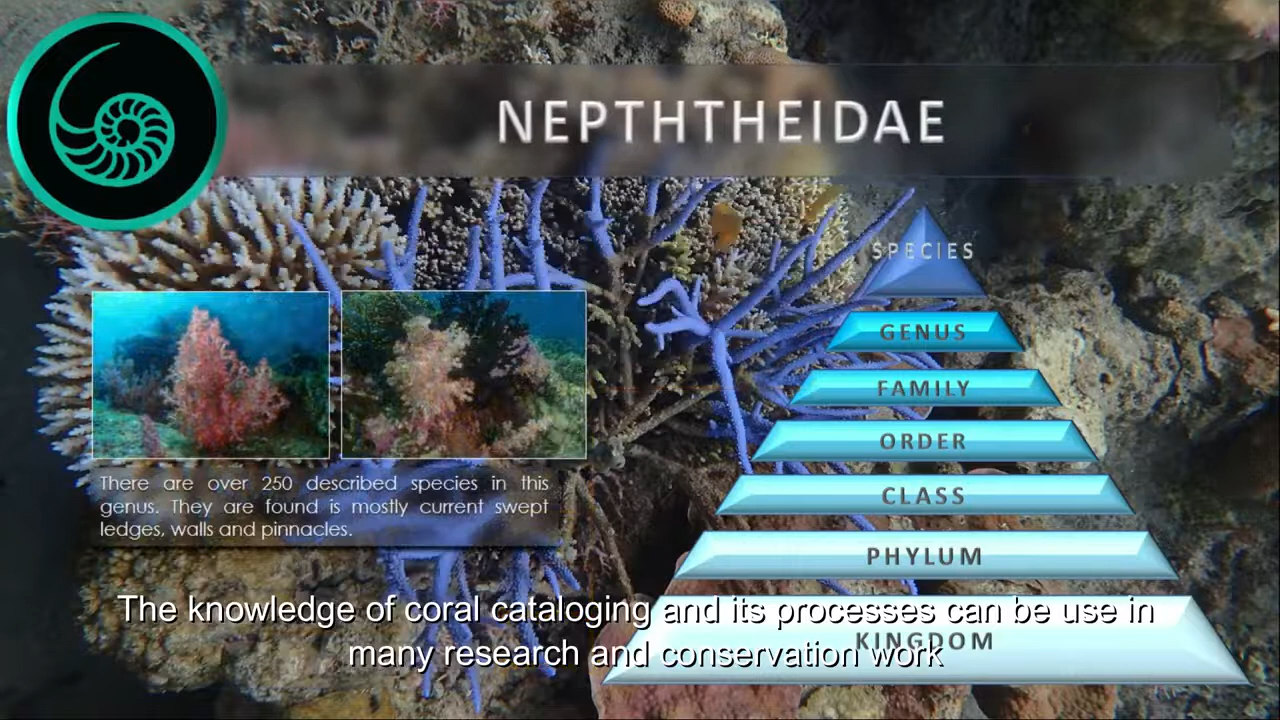 NEPTHTHEIDAE
SPECIES
GENUS
FAMILY
ORDER
CLASS
PHYLUM
KINGDOM
There are over 250 described species in this
genus. They are found is mostly current swept
ledges, walls and pinnacles.
The knowledge of coral cataloging and its processes can be use in
many research and conservation work